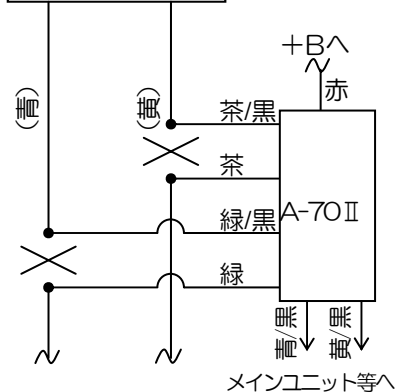 +Bへ
赤
(青)
(黄)
茶/黒
茶
緑/黒
A-70Ⅱ
緑
青/黒
黄/黒
メインユニット等へ